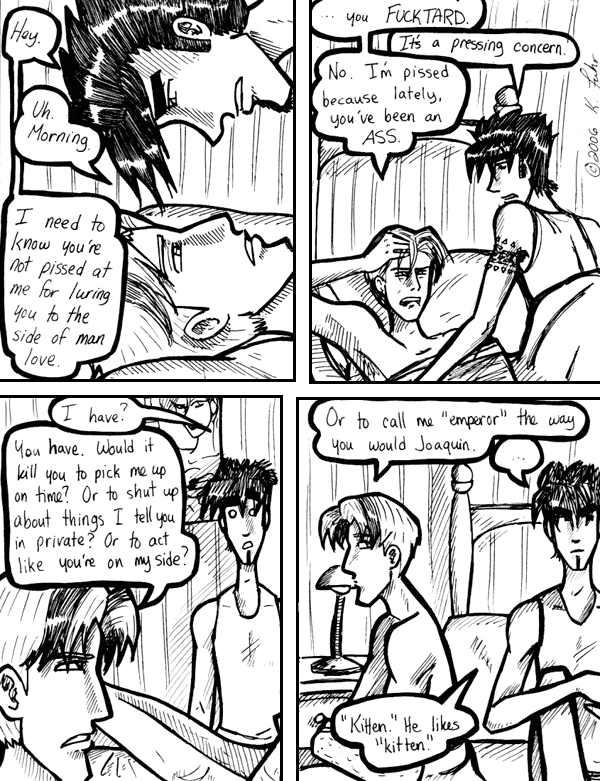 Hey.
Uh.
Morning.
I need to
know you're
not pissed at
me for luring
you to the
side of man
love.
... you FUCKTARD.
It's a pressing concern.
No. I'm pissed
because lately,
you've been an
ASS.
©2006 K. Fuhr
I have?
You have. Would it
kill you to pick me up
on time? Or to shut up
about things I tell you
in private? Or to act
like you're on my side?
Or to call me "emperor" the way
you would Joaquin.
...
"Kitten." He likes
"kitten."